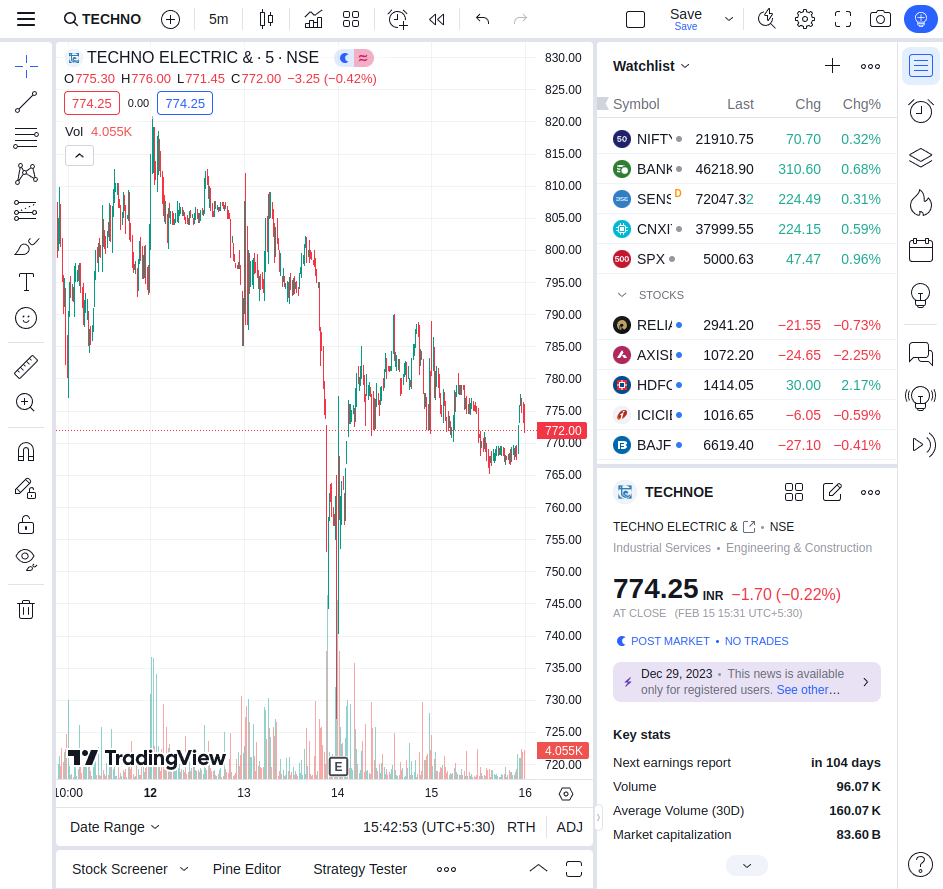 TECHNO
5m
Save
Save
TECHNO ELECTRIC & · 5 · NSE
O775.30 H776.00 L771.45 C772.00 −3.25 (−0.42%)
774.25 0.00 774.25
Vol 4.055K
830.00
825.00
820.00
815.00
810.00
805.00
800.00
795.00
790.00
785.00
780.00
775.00
772.00
765.00
760.00
755.00
750.00
745.00
740.00
735.00
730.00
725.00
4.055K
720.00
TradingView
E
10:00 12 13 14 15 16
Date Range
15:42:53 (UTC+5:30) RTH ADJ
Stock Screener Pine Editor Strategy Tester
Watchlist
Symbol Last Chg Chg%
50 NIFTY 21910.75 70.70 0.32%
BANK 46218.90 310.60 0.68%
SENS D 72047.32 224.49 0.31%
CNXIT 37999.55 224.15 0.59%
500 SPX 5000.63 47.47 0.96%
STOCKS
RELIA 2941.20 −21.55 −0.73%
AXISB 1072.20 −24.65 −2.25%
HDFC 1414.05 30.00 2.17%
ICICIB 1016.65 −6.05 −0.59%
BAJF 6619.40 −27.10 −0.41%
TECHNOE
TECHNO ELECTRIC & • NSE
Industrial Services • Engineering & Construction
774.25 INR −1.70 (−0.22%)
AT CLOSE (FEB 15 15:31 UTC+5:30)
POST MARKET • NO TRADES
Dec 29, 2023 • This news is available
only for registered users. See other…
Key stats
Next earnings report in 104 days
Volume 96.07 K
Average Volume (30D) 160.07 K
Market capitalization 83.60 B